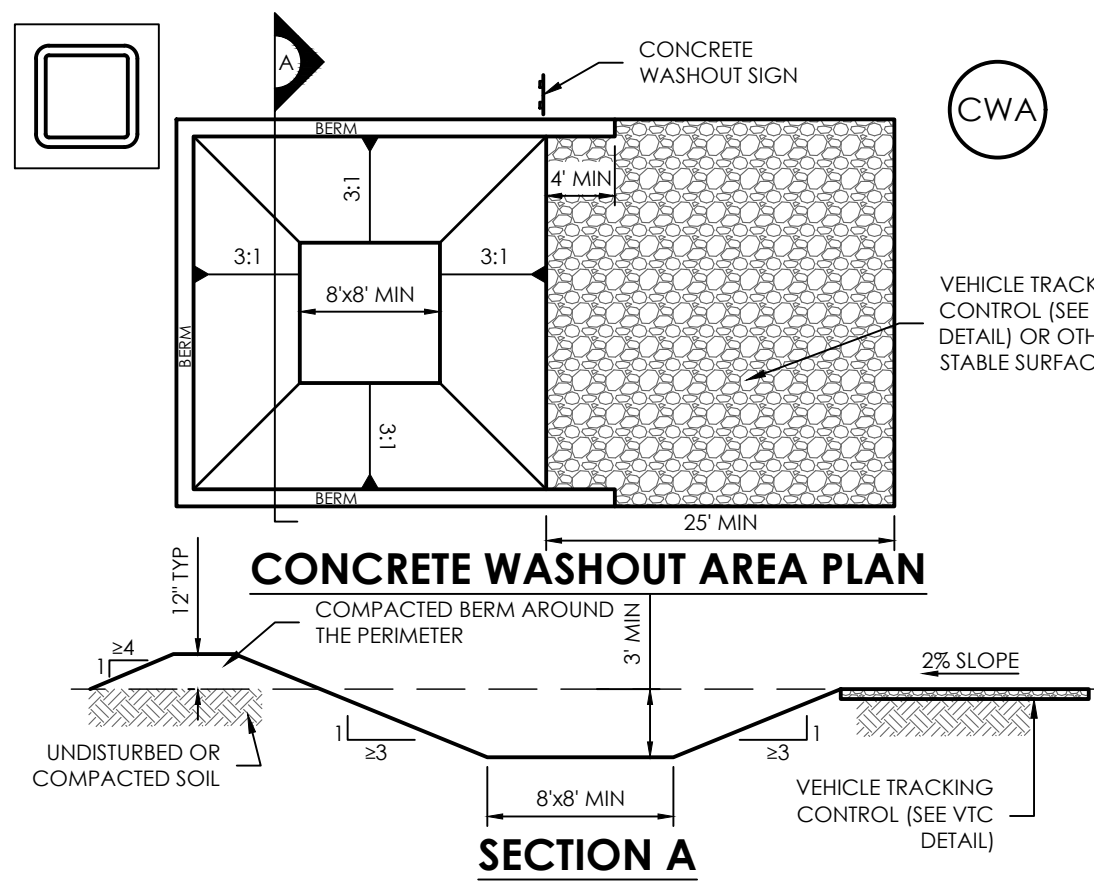 A
CONCRETE
WASHOUT SIGN
CWA
BERM
3:1
4' MIN
3:1
3:1
8'x8' MIN
VEHICLE TRACK
CONTROL (SEE
DETAIL) OR OTH
STABLE SURFAC
BERM
3:1
BERM
25' MIN
CONCRETE WASHOUT AREA PLAN
12" TYP
COMPACTED BERM AROUND
THE PERIMETER
3' MIN
≥4
1
2% SLOPE
1
≥3
1
≥3
UNDISTURBED OR
COMPACTED SOIL
8'x8' MIN
VEHICLE TRACKING
CONTROL (SEE VTC
DETAIL)
SECTION A